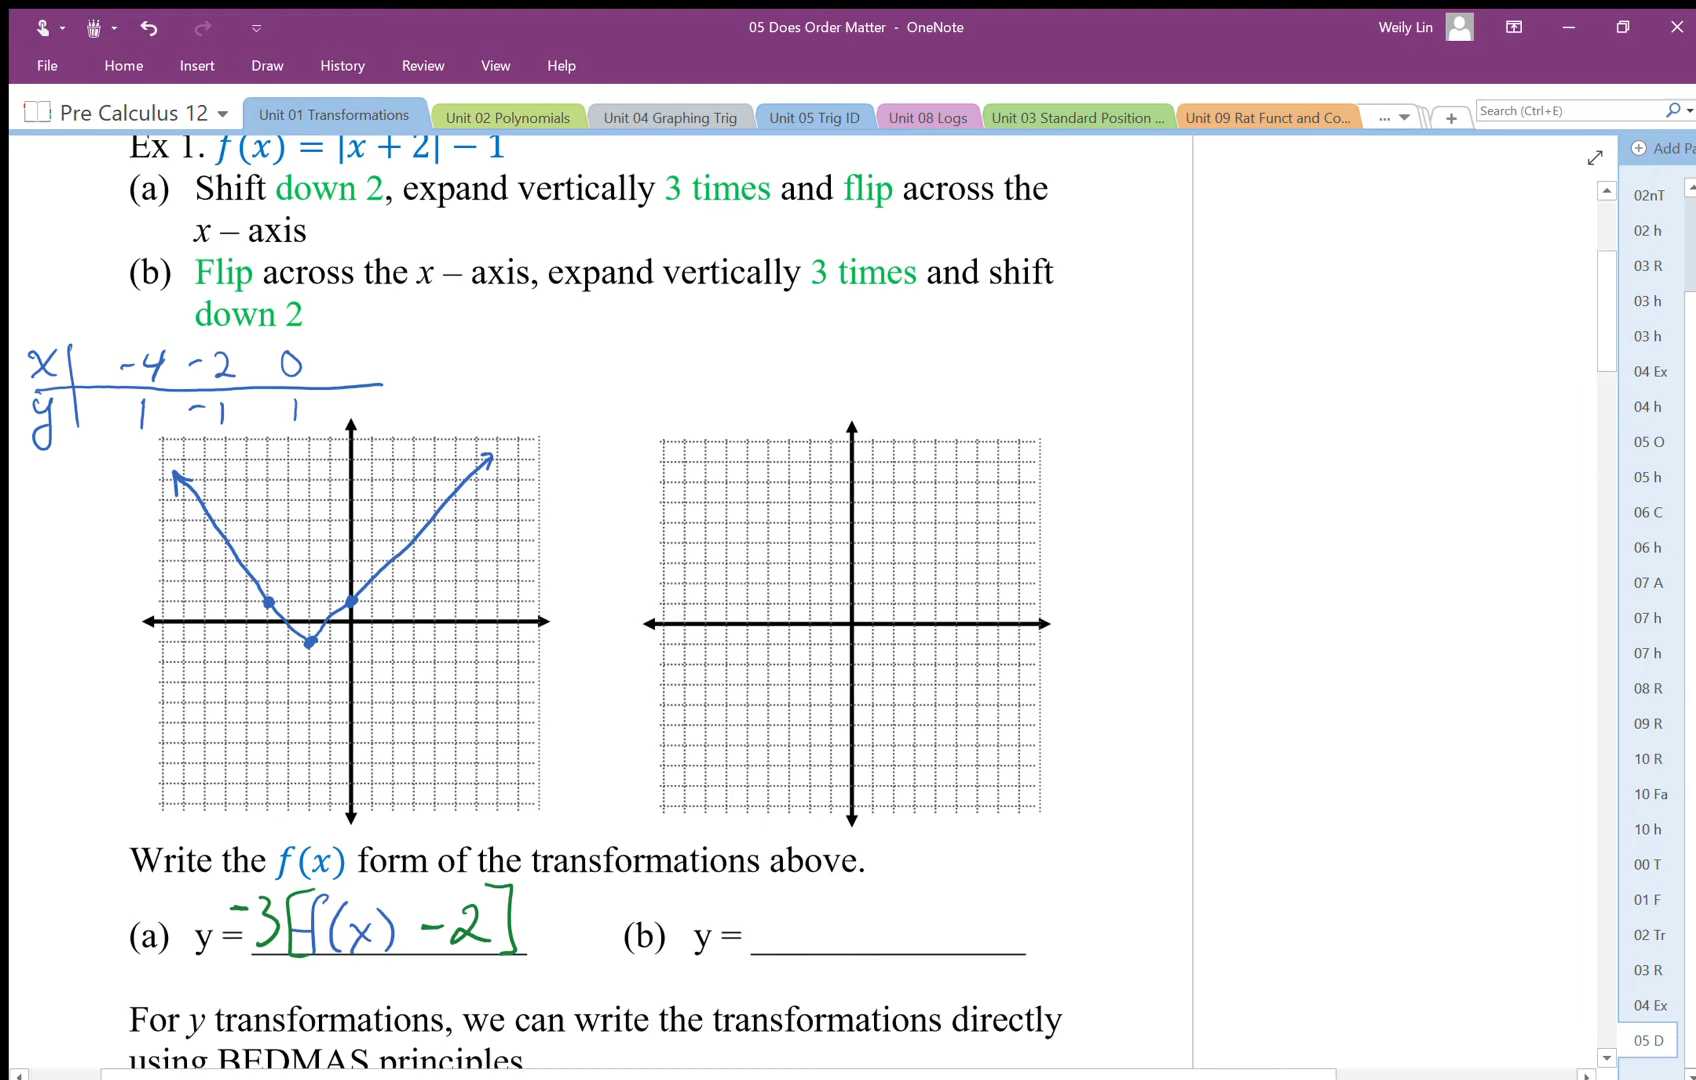 05 Does Order Matter - OneNote
Weily Lin
File Home Insert Draw History Review View Help
Pre Calculus 12
Unit 01 Transformations
Unit 02 Polynomials
Unit 04 Graphing Trig
Unit 05 Trig ID
Unit 08 Logs
Unit 03 Standard Position ...
Unit 09 Rat Funct and Co...
...
+
Search (Ctrl+E)
Ex 1. f(x) = |x + 2| − 1
(a) Shift down 2, expand vertically 3 times and flip across the
x – axis
(b) Flip across the x – axis, expand vertically 3 times and shift
down 2
x -4 -2 0
y 1 -1 1
Write the f(x) form of the transformations above.
(a) y = -3[f(x) -2]
(b) y =
For y transformations, we can write the transformations directly
using BEDMAS principles
Add Pa
02nT
02 h
03 R
03 h
03 h
04 Ex
04 h
05 O
05 h
06 C
06 h
07 A
07 h
07 h
08 R
09 R
10 R
10 Fa
10 h
00 T
01 F
02 Tr
03 R
04 Ex
05 D